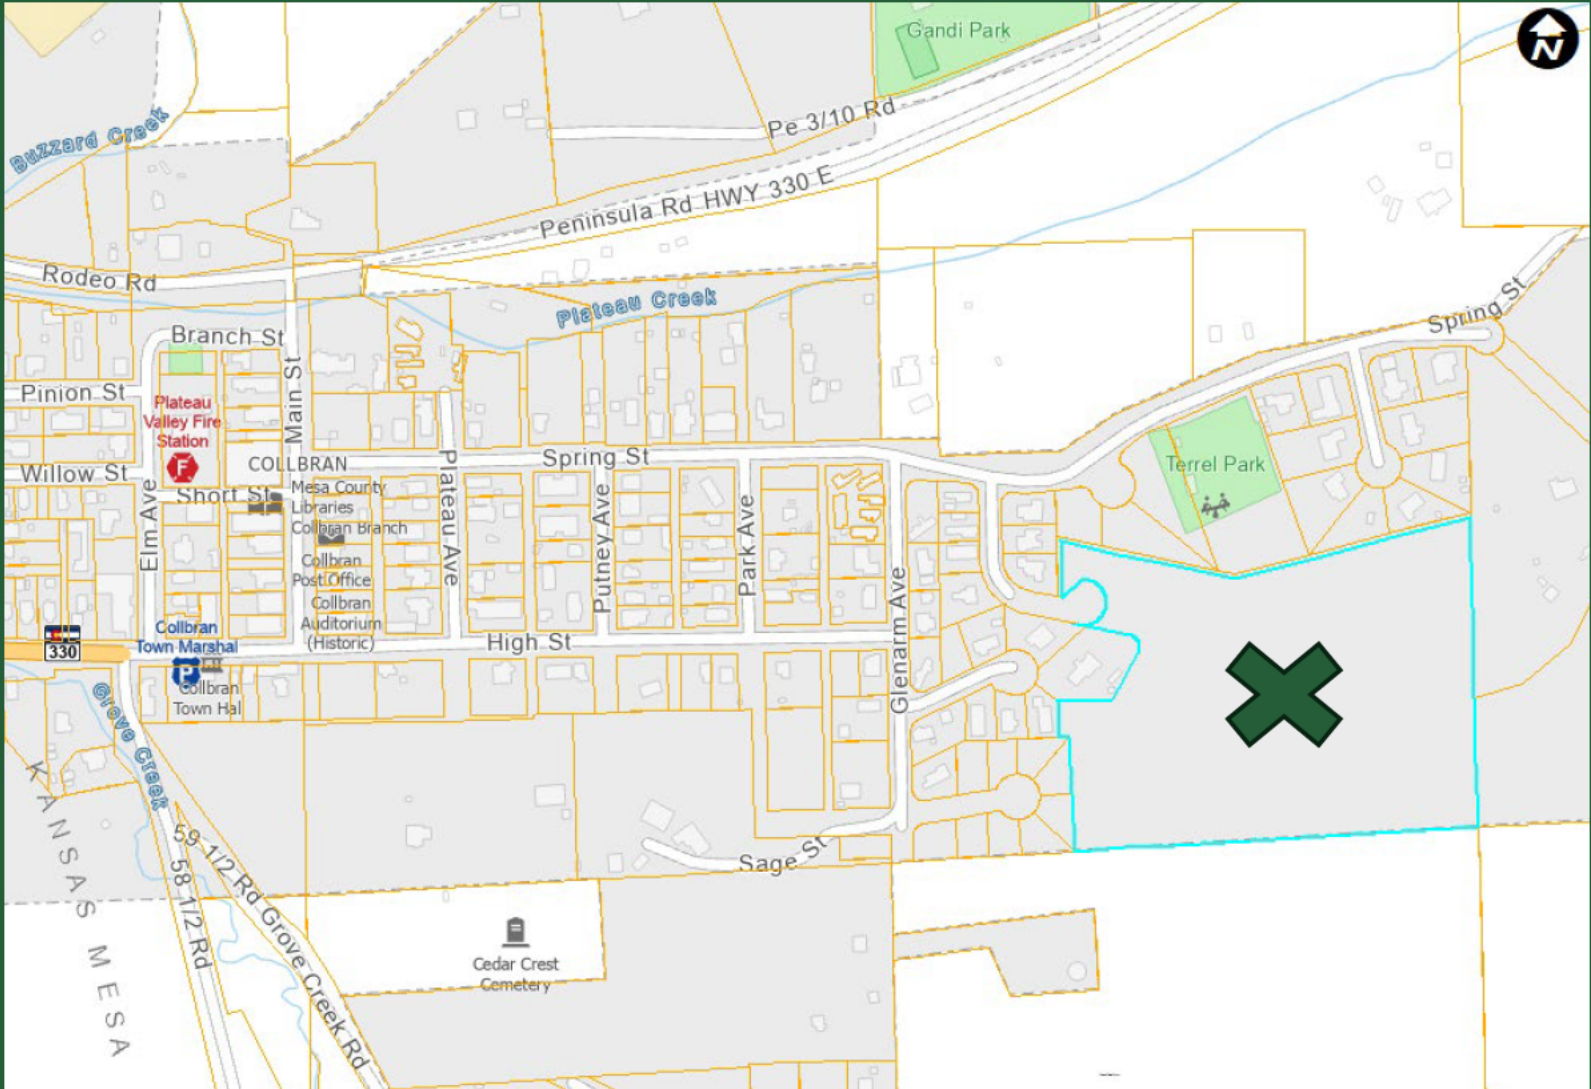 Gandi Park
N
Buzzard Creek
Pe 3/10 Rd
Peninsula Rd HWY 330 E
Rodeo Rd
Plateau Creek
Spring St
Branch St
Main St
Pinion St
Plateau
Valley Fire
Station
F
Willow St
COLLBRAN
Spring St
Terrel Park
Short St
Mesa County
Libraries
Collbran Branch
Elm Ave
Plateau Ave
Putney Ave
Park Ave
Collbran
Post Office
Collbran
Auditorium
(Historic)
Glenarm Ave
330
Collbran
Town Marshal
P
High St
Collbran
Town Hal
Grove Creek
KANSAS MESA
59 1/2 Rd Grove Creek Rd
58 1/2 Rd
Sage St
Cedar Crest
Cemetery